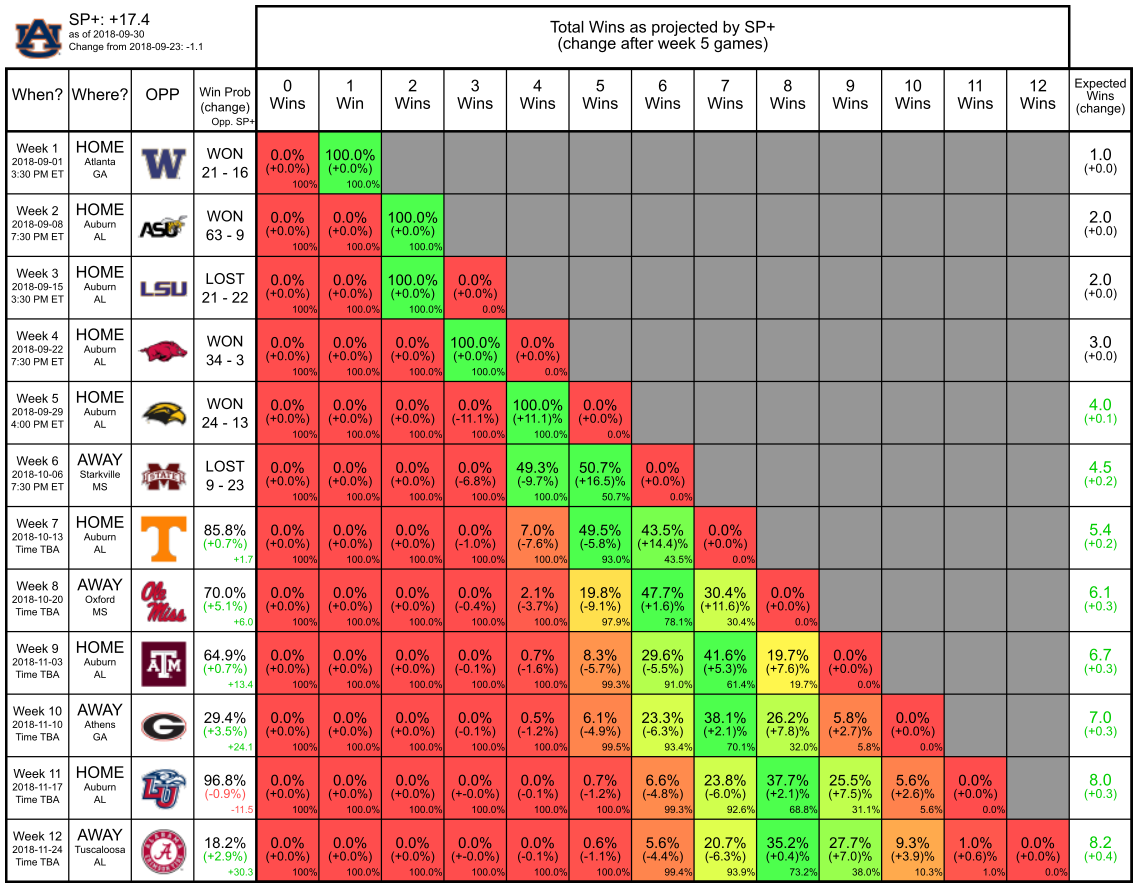 SP+: +17.4
as of 2018-09-30
Change from 2018-09-23: -1.1
Total Wins as projected by SP+
(change after week 5 games)
When? Where? OPP Win Prob (change) Opp. SP+ 0 Wins 1 Win 2 Wins 3 Wins 4 Wins 5 Wins 6 Wins 7 Wins 8 Wins 9 Wins 10 Wins 11 Wins 12 Wins Expected Wins (change)
Week 1 HOME W WON 0.0% 100.0% 1.0
2018-09-01 Atlanta 21 - 16 (+0.0%) (+0.0%) (+0.0)
3:30 PM ET GA 100% 100.0%
Week 2 HOME ASU WON 0.0% 0.0% 100.0% 2.0
2018-09-08 Auburn 63 - 9 (+0.0%) (+0.0%) (+0.0%) (+0.0)
7:30 PM ET AL 100% 100.0% 100.0%
Week 3 HOME LSU LOST 0.0% 0.0% 100.0% 0.0% 2.0
2018-09-15 Auburn 21 - 22 (+0.0%) (+0.0%) (+0.0%) (+0.0%) (+0.0)
3:30 PM ET AL 100% 100.0% 100.0% 0.0%
Week 4 HOME WON 0.0% 0.0% 0.0% 100.0% 0.0% 3.0
2018-09-22 Auburn 34 - 3 (+0.0%) (+0.0%) (+0.0%) (+0.0%) (+0.0%) (+0.0)
7:30 PM ET AL 100% 100.0% 100.0% 100.0% 0.0%
Week 5 HOME WON 0.0% 0.0% 0.0% 0.0% 100.0% 0.0% 4.0
2018-09-29 Auburn 24 - 13 (+0.0%) (+0.0%) (+0.0%) (-11.1%) (+11.1)% (+0.0%) (+0.1)
4:00 PM ET AL 100% 100.0% 100.0% 100.0% 100.0% 0.0%
Week 6 AWAY M STATE LOST 0.0% 0.0% 0.0% 0.0% 49.3% 50.7% 0.0% 4.5
2018-10-06 Starkville 9 - 23 (+0.0%) (+0.0%) (+0.0%) (-6.8%) (-9.7%) (+16.5)% (+0.0%) (+0.2)
7:30 PM ET MS 100% 100.0% 100.0% 100.0% 100.0% 50.7% 0.0%
Week 7 HOME T 85.8% 0.0% 0.0% 0.0% 0.0% 7.0% 49.5% 43.5% 0.0% 5.4
2018-10-13 Auburn (+0.7%) (+0.0%) (+0.0%) (+0.0%) (-1.0%) (-7.6%) (-5.8%) (+14.4)% (+0.0%) (+0.2)
Time TBA AL +1.7 100% 100.0% 100.0% 100.0% 100.0% 93.0% 43.5% 0.0%
Week 8 AWAY Ole Miss 70.0% 0.0% 0.0% 0.0% 0.0% 2.1% 19.8% 47.7% 30.4% 0.0% 6.1
2018-10-20 Oxford (+5.1%) (+0.0%) (+0.0%) (+0.0%) (-0.4%) (-3.7%) (-9.1%) (+1.6)% (+11.6)% (+0.0%) (+0.3)
Time TBA MS +6.0 100% 100.0% 100.0% 100.0% 100.0% 97.9% 78.1% 30.4% 0.0%
Week 9 HOME ATM 64.9% 0.0% 0.0% 0.0% 0.0% 0.7% 8.3% 29.6% 41.6% 19.7% 0.0% 6.7
2018-11-03 Auburn (+0.7%) (+0.0%) (+0.0%) (+0.0%) (-0.1%) (-1.6%) (-5.7%) (-5.5%) (+5.3)% (+7.6)% (+0.0%) (+0.3)
Time TBA AL +13.4 100% 100.0% 100.0% 100.0% 100.0% 99.3% 91.0% 61.4% 19.7% 0.0%
Week 10 AWAY G 29.4% 0.0% 0.0% 0.0% 0.0% 0.5% 6.1% 23.3% 38.1% 26.2% 5.8% 0.0% 7.0
2018-11-10 Athens (+3.5%) (+0.0%) (+0.0%) (+0.0%) (-0.1%) (-1.2%) (-4.9%) (-6.3%) (+2.1)% (+7.8)% (+2.7)% (+0.0%) (+0.3)
Time TBA GA +24.1 100% 100.0% 100.0% 100.0% 100.0% 99.5% 93.4% 70.1% 32.0% 5.8% 0.0%
Week 11 HOME LU 96.8% 0.0% 0.0% 0.0% 0.0% 0.0% 0.7% 6.6% 23.8% 37.7% 25.5% 5.6% 0.0% 8.0
2018-11-17 Auburn (-0.9%) (+0.0%) (+0.0%) (+0.0%) (+-0.0%) (-0.1%) (-1.2%) (-4.8%) (-6.0%) (+2.1)% (+7.5)% (+2.6)% (+0.0%) (+0.3)
Time TBA AL -11.5 100% 100.0% 100.0% 100.0% 100.0% 100.0% 99.3% 92.6% 68.8% 31.1% 5.6% 0.0%
Week 12 AWAY A 18.2% 0.0% 0.0% 0.0% 0.0% 0.0% 0.6% 5.6% 20.7% 35.2% 27.7% 9.3% 1.0% 0.0% 8.2
2018-11-24 Tuscaloosa (+2.9%) (+0.0%) (+0.0%) (+0.0%) (+-0.0%) (-0.1%) (-1.1%) (-4.4%) (-6.3%) (+0.4)% (+7.0)% (+3.9)% (+0.6)% (+0.0%) (+0.4)
Time TBA AL +30.3 100% 100.0% 100.0% 100.0% 100.0% 100.0% 99.4% 93.9% 73.2% 38.0% 10.3% 1.0% 0.0%